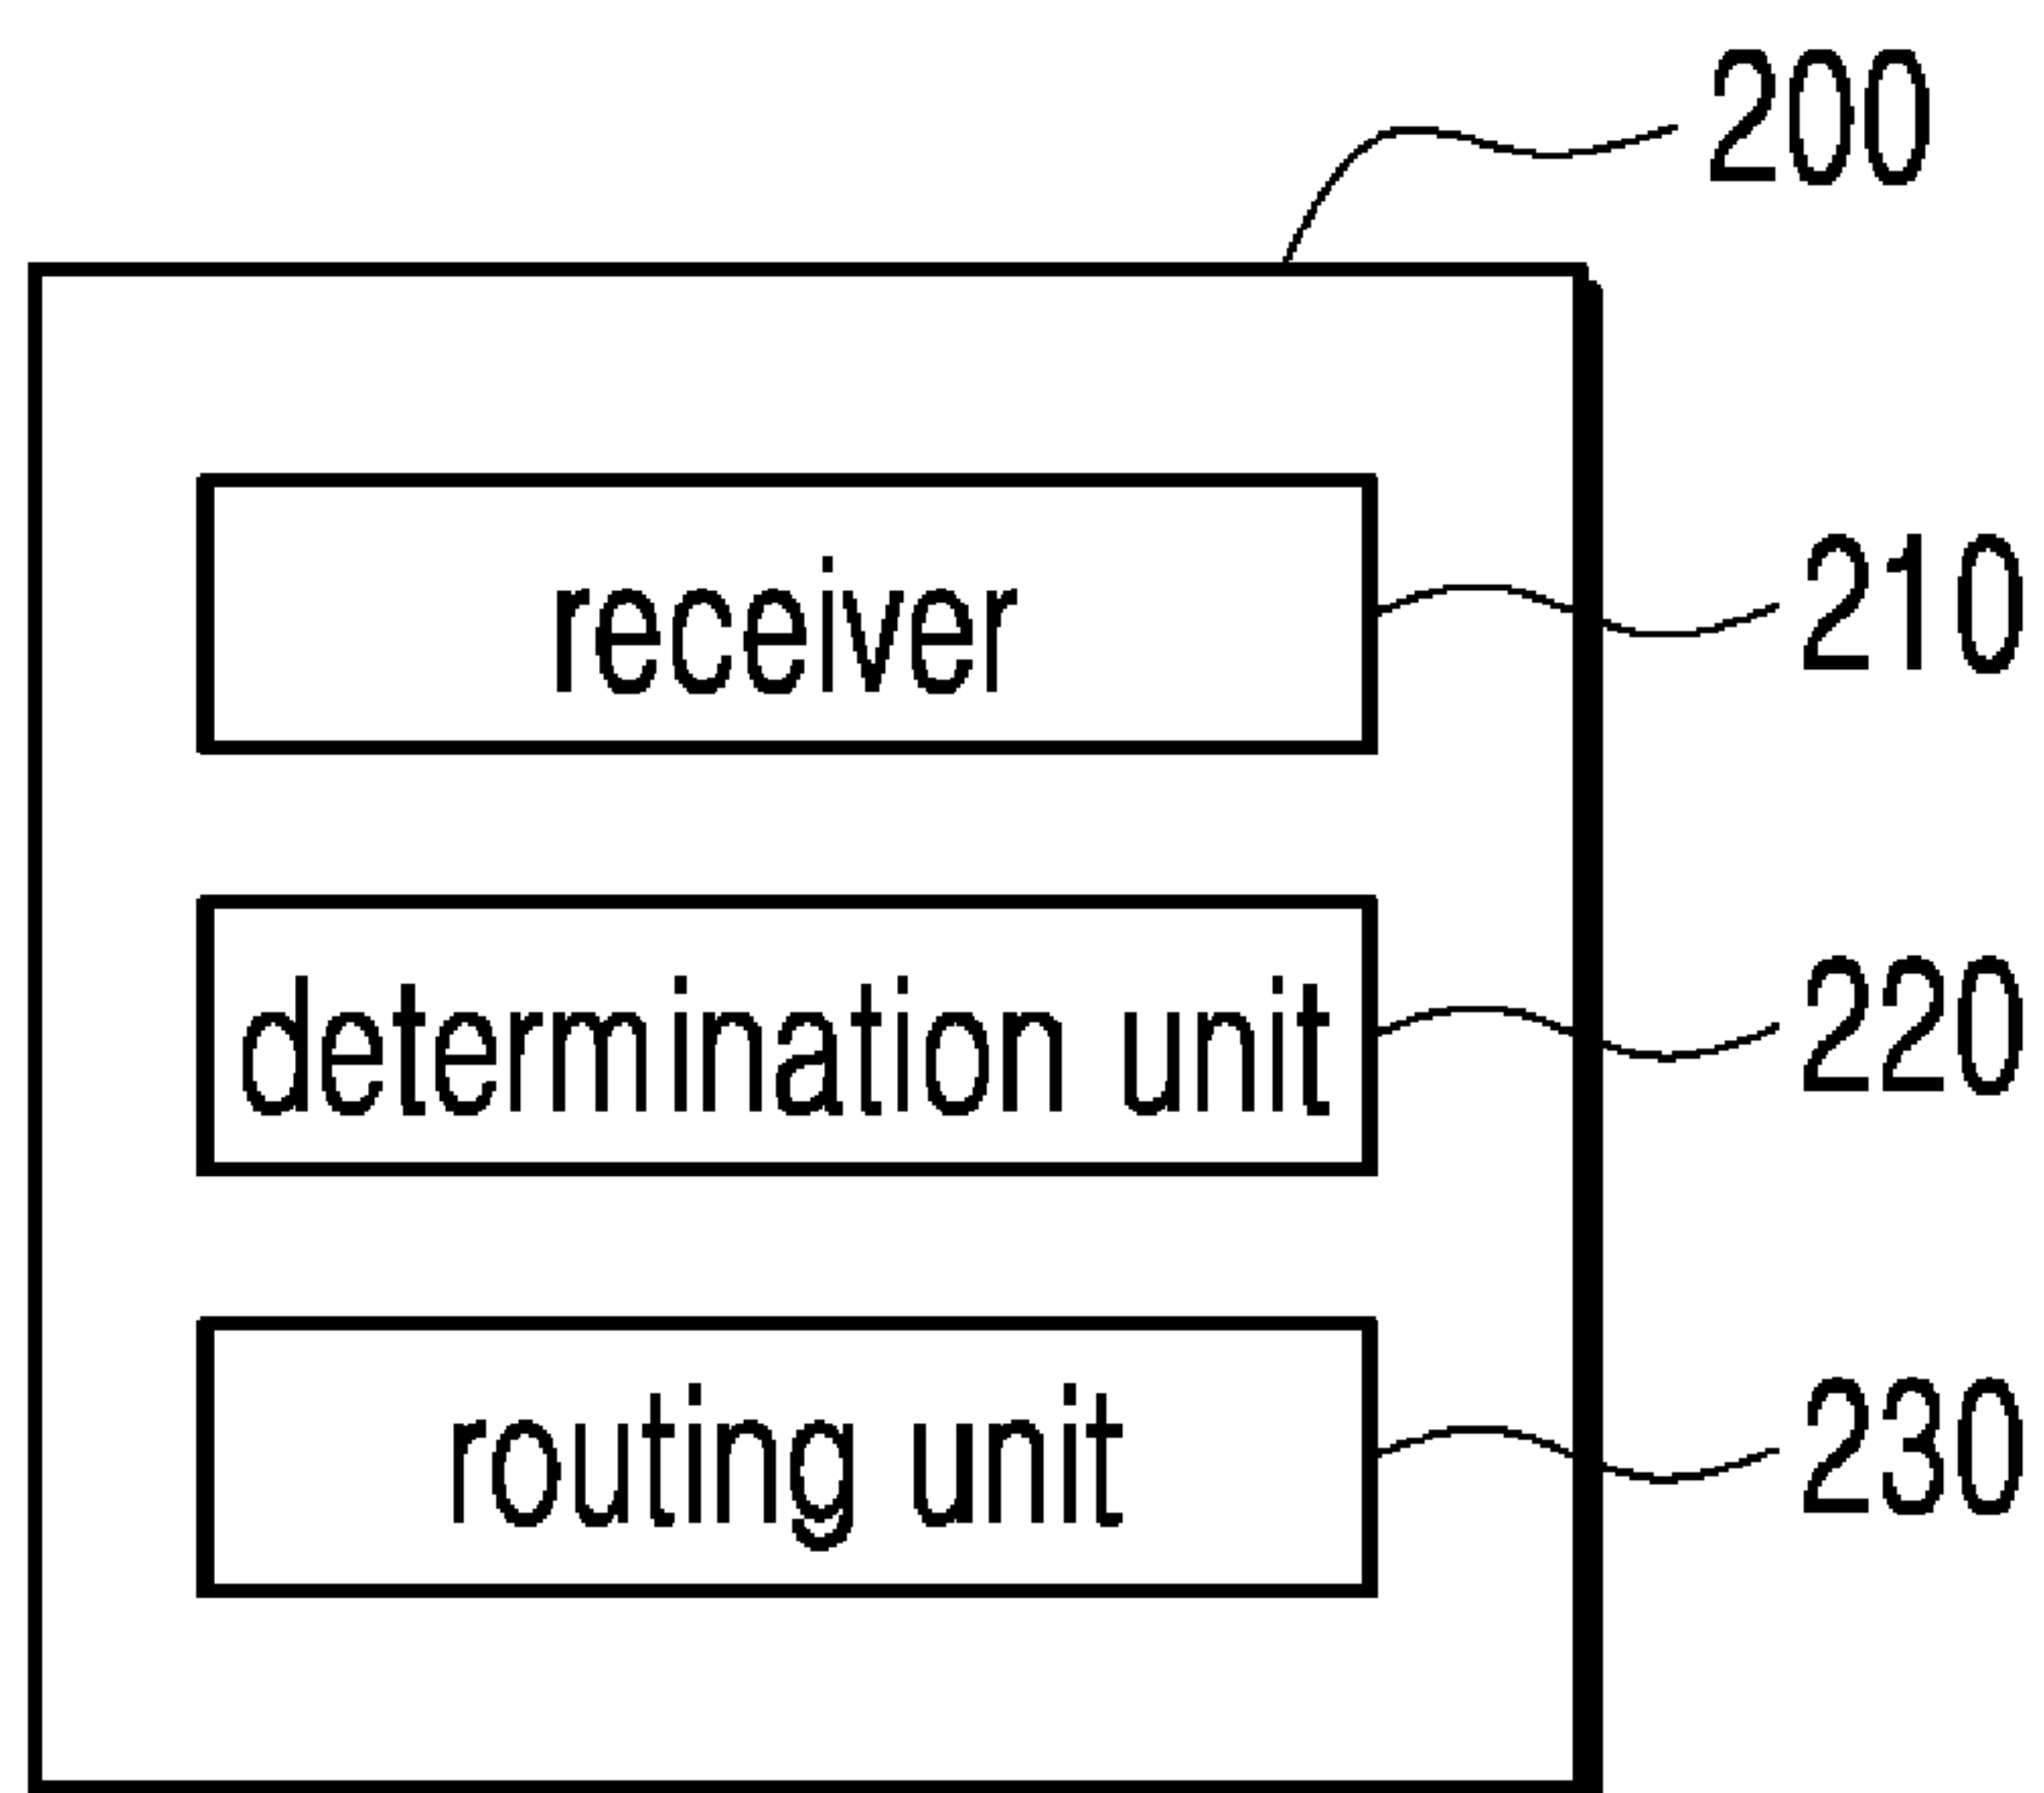 200
receiver
210
determination unit
220
routing unit
230